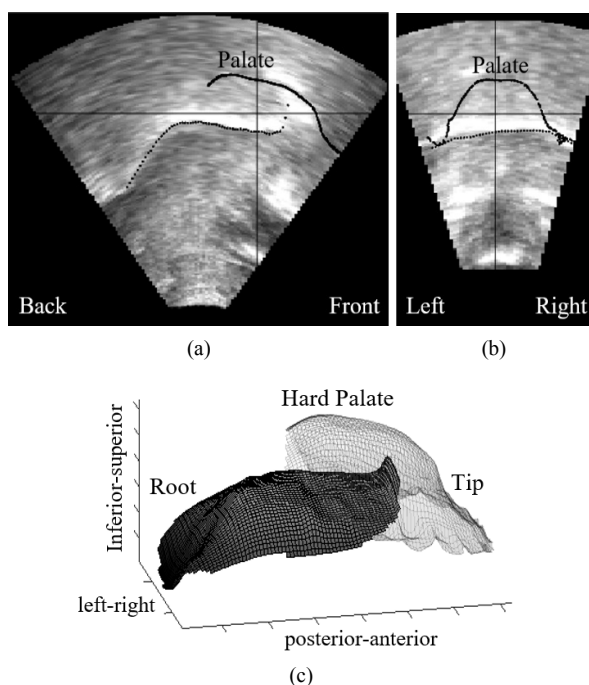 Palate
Palate
Back
Front
Left
Right
(a)
(b)
Hard Palate
Root
Tip
Inferior-superior
left-right
posterior-anterior
(c)